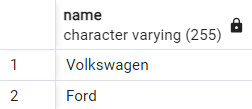 name
character varying (255)
1 Volkswagen
2 Ford